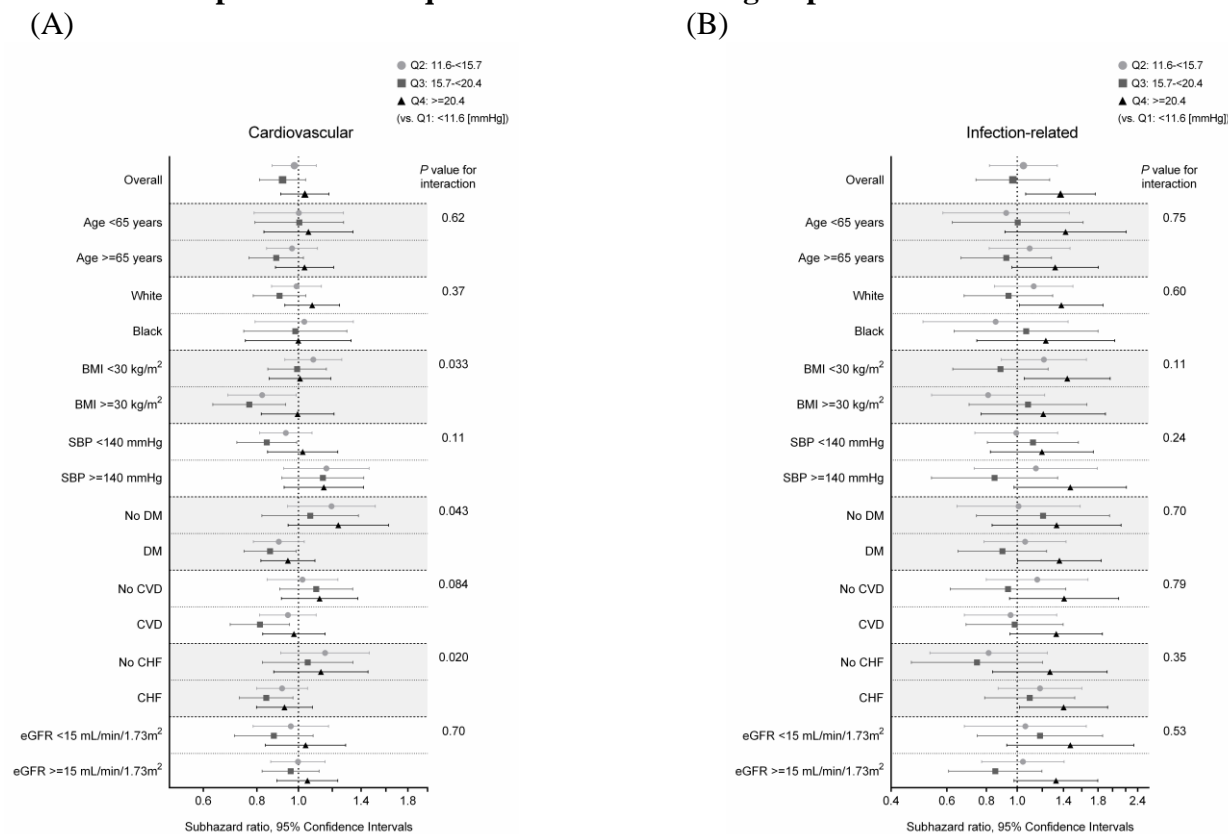 (A)
Q2: 11.6-<15.7
Q3: 15.7-<20.4
Q4: >=20.4
(vs. Q1: <11.6 [mmHg])
Cardiovascular
P value for
interaction
Overall
Age <65 years 0.62
Age >=65 years
White 0.37
Black
BMI <30 kg/m² 0.033
BMI >=30 kg/m²
SBP <140 mmHg 0.11
SBP >=140 mmHg
No DM 0.043
DM
No CVD 0.084
CVD
No CHF 0.020
CHF
eGFR <15 mL/min/1.73m² 0.70
eGFR >=15 mL/min/1.73m²
0.6 0.8 1.0 1.4 1.8
Subhazard ratio, 95% Confidence Intervals
(B)
Q2: 11.6-<15.7
Q3: 15.7-<20.4
Q4: >=20.4
(vs. Q1: <11.6 [mmHg])
Infection-related
P value for
interaction
Overall
Age <65 years 0.75
Age >=65 years
White 0.60
Black
BMI <30 kg/m² 0.11
BMI >=30 kg/m²
SBP <140 mmHg 0.24
SBP >=140 mmHg
No DM 0.70
DM
No CVD 0.79
CVD
No CHF 0.35
CHF
eGFR <15 mL/min/1.73m² 0.53
eGFR >=15 mL/min/1.73m²
0.4 0.6 0.8 1.0 1.4 1.8 2.4
Subhazard ratio, 95% Confidence Intervals